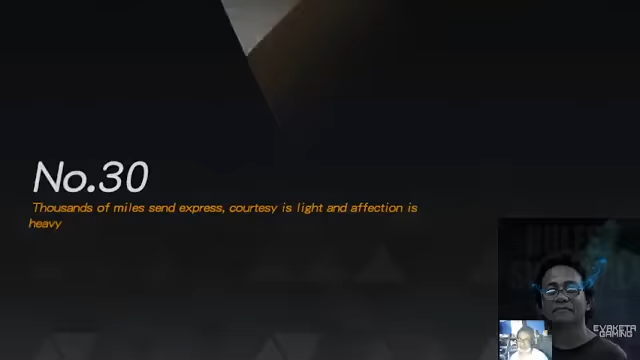 No.30
Thousands of miles send express, courtesy is light and affection is
heavy
EVAKETA
GAMING